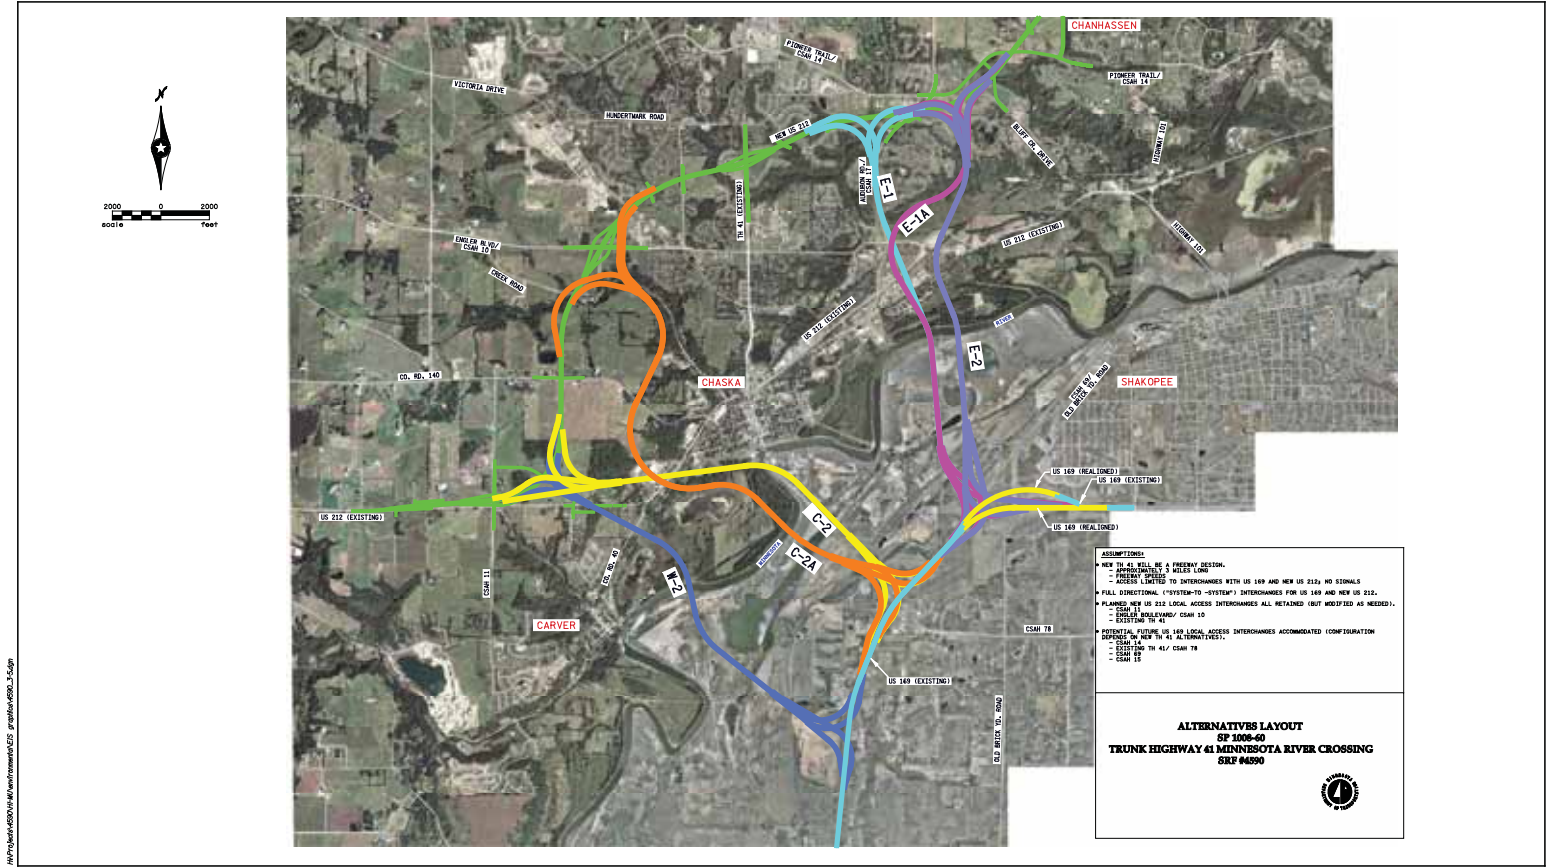 CHANHASSEN
PIONEER TRAIL/
CSAH 14
PIONEER TRAIL/
CSAH 14
VICTORIA DRIVE
HUNDERTMARK ROAD
NEW US 212
BLUFF CR. DRIVE
HIGHWAY 101
N
2000 0 2000
scale feet
AUDUBON RD./
CSAH 17
E-1
TH 41 (EXISTING)
E-1A
US 212 (EXISTING)
HIGHWAY 101
ENGLER BLVD/
CSAH 10
CREEK ROAD
US 212 (EXISTING)
RIVER
E-2
CO. RD. 140
CHASKA
SHAKOPEE
CSAH 69/
OLD BRICK YD. ROAD
US 169 (REALIGNED)
US 169 (EXISTING)
US 212 (EXISTING)
C-2
US 169 (REALIGNED)
MINNESOTA
C-2A
CO. RD. 40
W-2
CSAH 11
CARVER
CSAH 78
US 169 (EXISTING)
OLD BRICK YD. ROAD
ASSUMPTIONS:
• NEW TH 41 WILL BE A FREEWAY DESIGN.
- APPROXIMATELY 3 MILES LONG
- FREEWAY SPEEDS
- ACCESS LIMITED TO INTERCHANGES WITH US 169 AND NEW US 212; NO SIGNALS
• FULL DIRECTIONAL ("SYSTEM-TO -SYSTEM") INTERCHANGES FOR US 169 AND NEW US 212.
• PLANNED NEW US 212 LOCAL ACCESS INTERCHANGES ALL RETAINED (BUT MODIFIED AS NEEDED).
- CSAH 11
- ENGLER BOULEVARD/ CSAH 10
- EXISTING TH 41
• POTENTIAL FUTURE US 169 LOCAL ACCESS INTERCHANGES ACCOMMODATED (CONFIGURATION
DEPENDS ON NEW TH 41 ALTERNATIVES).
- CSAH 14
- EXISTING TH 41/ CSAH 78
- CSAH 69
- CSAH 15
ALTERNATIVES LAYOUT
SP 1008-60
TRUNK HIGHWAY 41 MINNESOTA RIVER CROSSING
SRF #4590